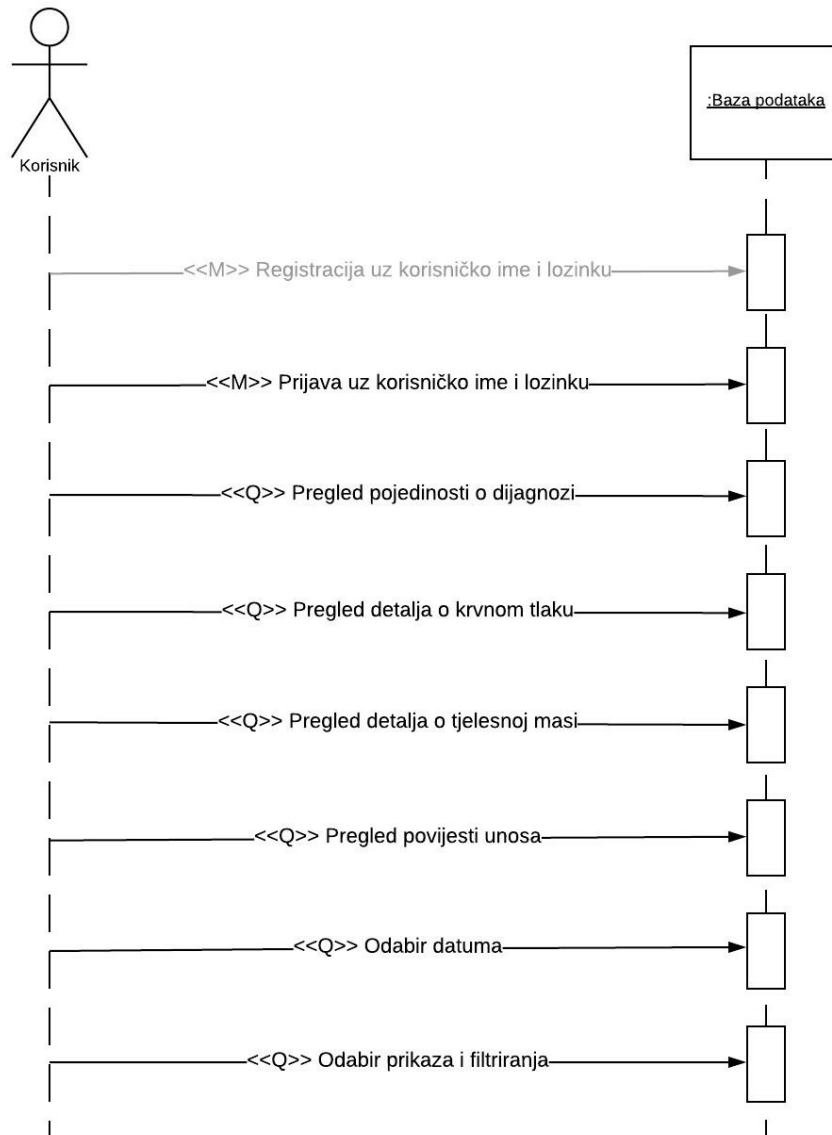 :Baza podataka
Korisnik
<<M>> Registracija uz korisničko ime i lozinku
<<M>> Prijava uz korisničko ime i lozinku
<<Q>> Pregled pojedinosti o dijagnozi
<<Q>> Pregled detalja o krvnom tlaku
<<Q>> Pregled detalja o tjelesnoj masi
<<Q>> Pregled povijesti unosa
<<Q>> Odabir datuma
<<Q>> Odabir prikaza i filtriranja